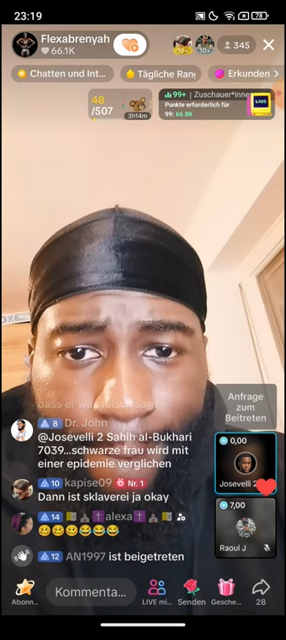 23:19
78
Flexabrenyah
66.1K
345
Chatten und Int...
Tägliche Rang
Erkunden
48
/507
3h14m
99+ | Zuschauer*inne
Punkte erforderlich für
99: 66.8K
LIVE
Anfrage
zum
Beitreten
8 Dr. John
@Josevelli 2 Sahih al-Bukhari
7039...schwarze frau wird mit
einer epidemie verglichen
0,00
Josevelli 2
10 kapise09 Nr. 1
Dann ist sklaverei ja okay
14 alexa
🥲🥲🥲🥲😂😂😂
7,00
Raoul J
12 AN1997 ist beigetreten
Abonn...
Kommenta...
LIVE mi...
Senden
Gesche...
28